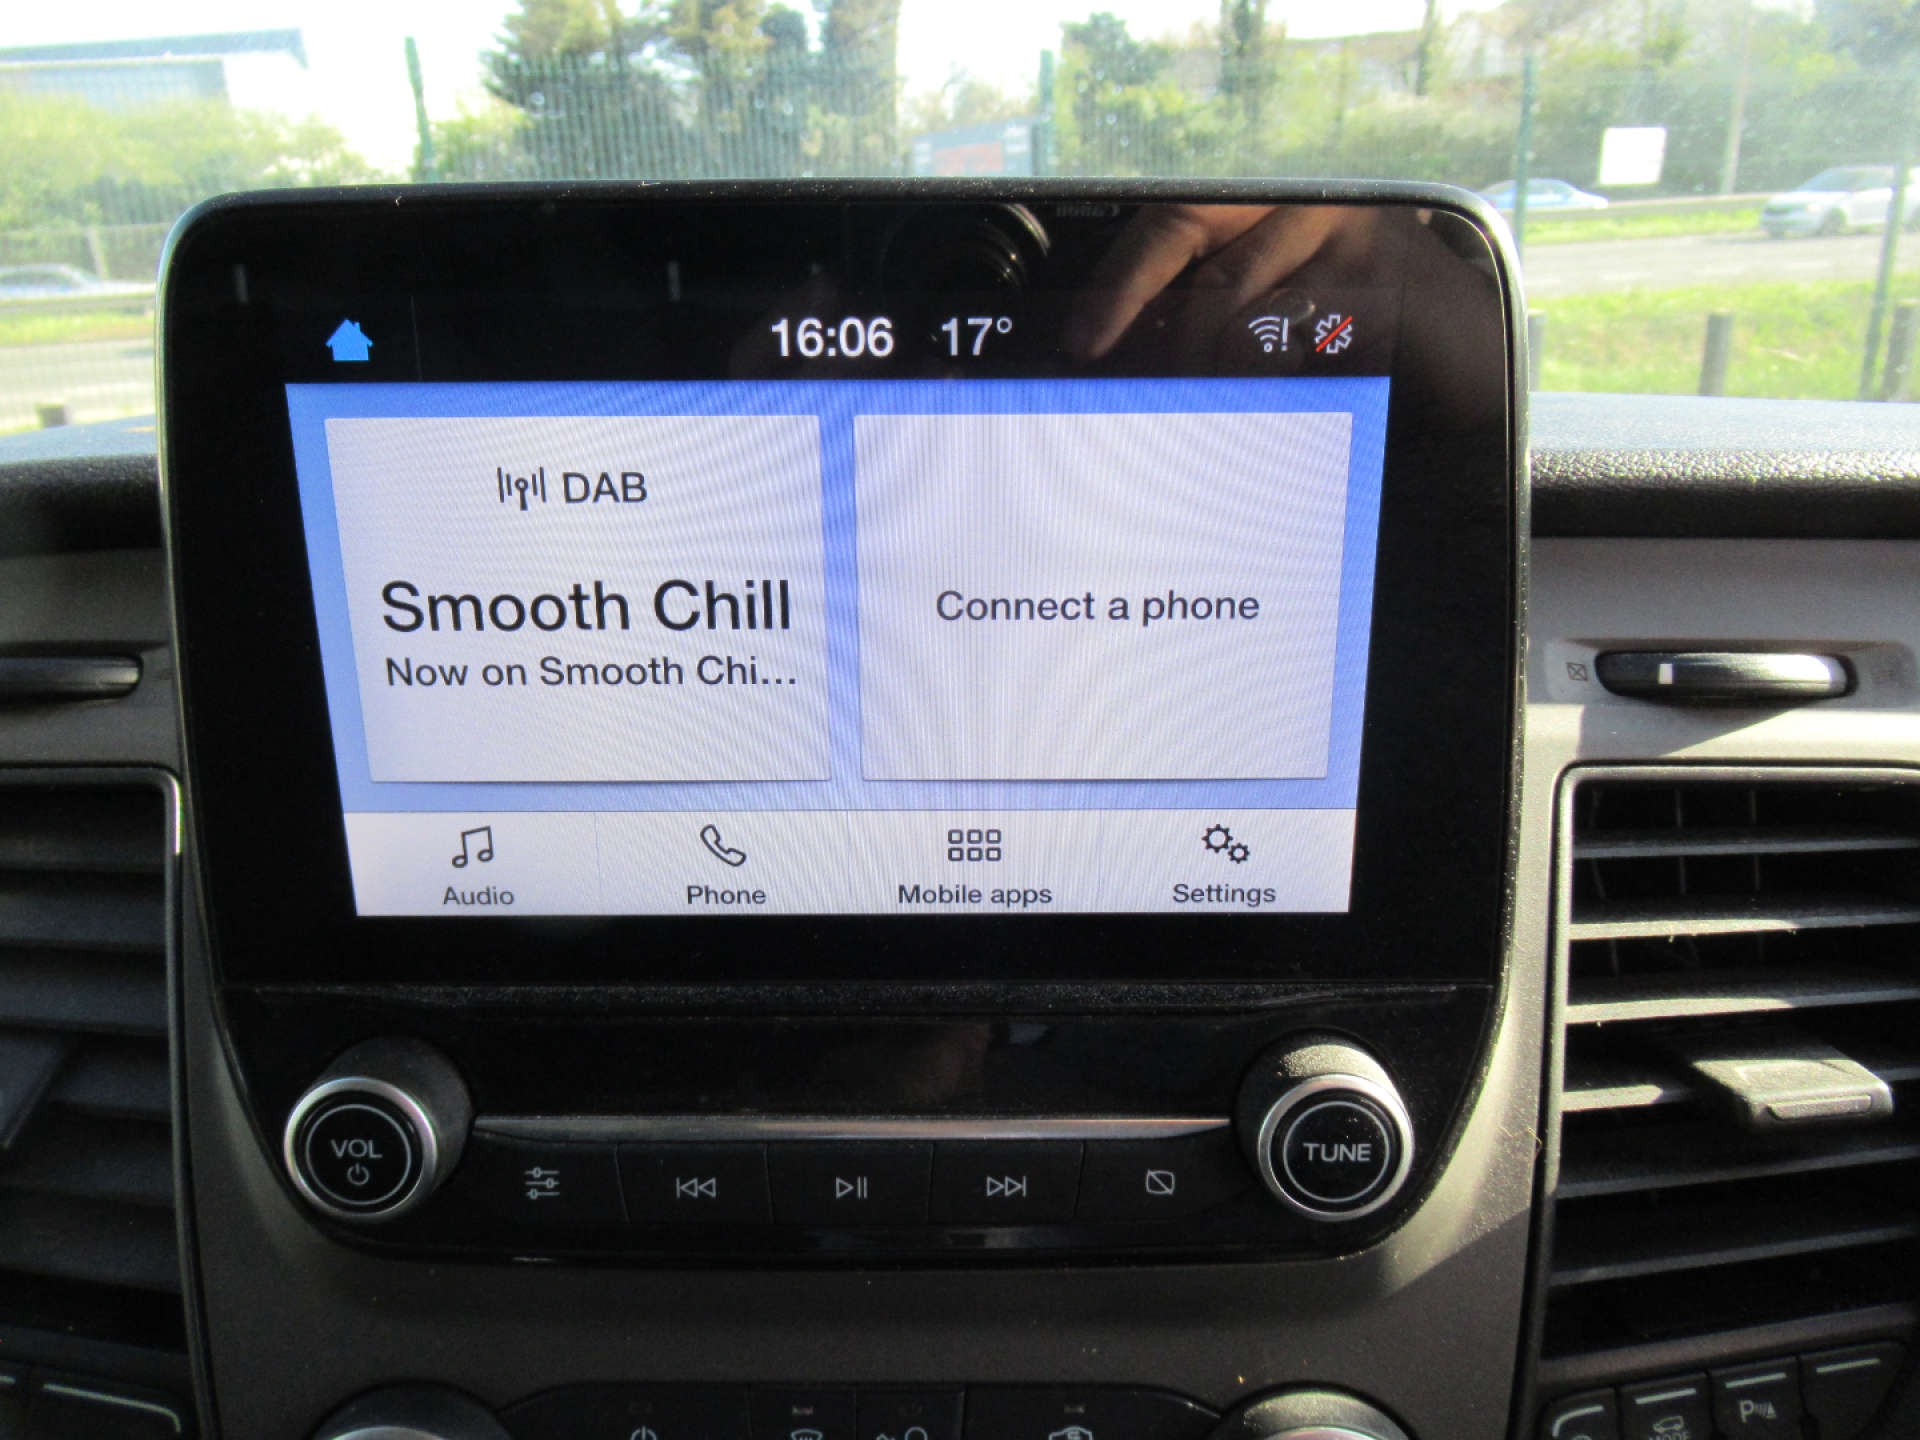 16:06 17°
DAB
Smooth Chill
Now on Smooth Chi...
Connect a phone
Audio
Phone
Mobile apps
Settings
VOL
TUNE
MODE
P